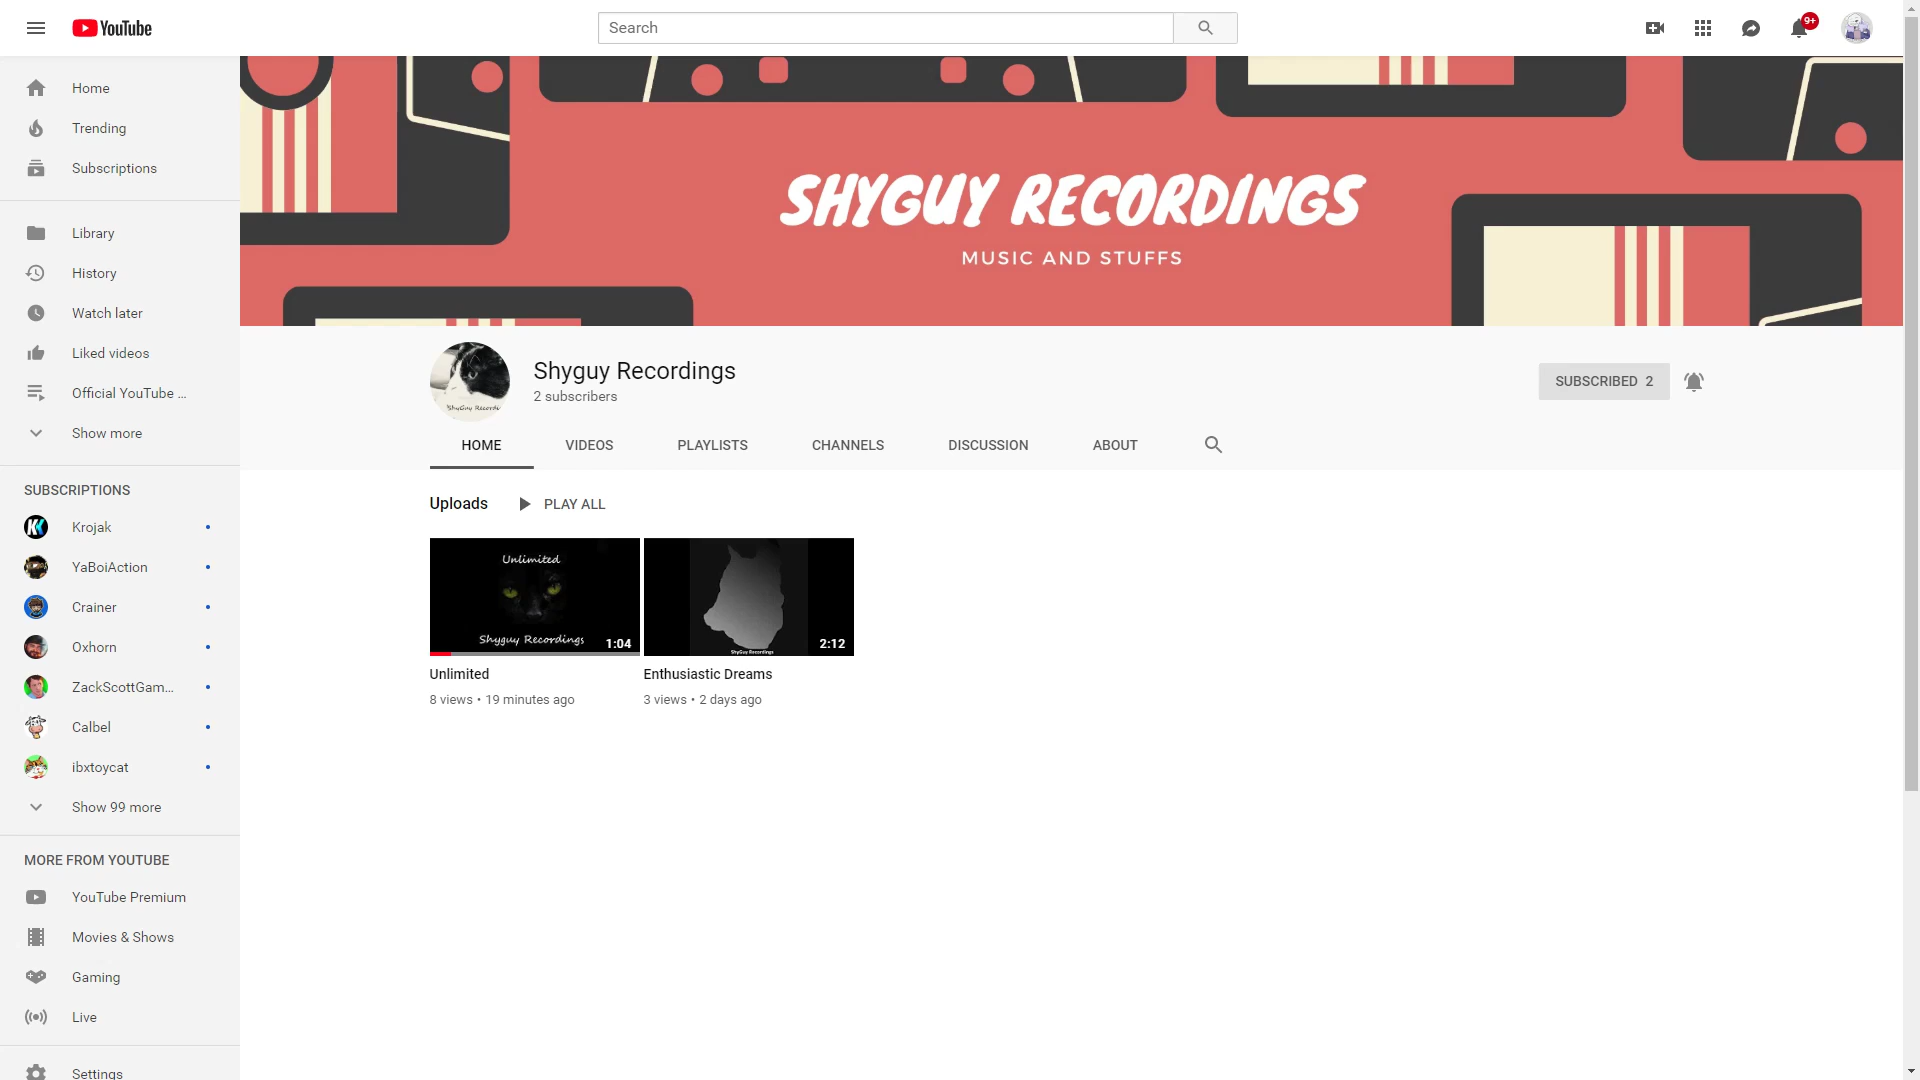 YouTube
Search
9+
Home
Trending
Subscriptions
Library
History
Watch later
Liked videos
Official YouTube ...
Show more
SUBSCRIPTIONS
Krojak
YaBoiAction
Crainer
Oxhorn
ZackScottGam...
Calbel
ibxtoycat
Show 99 more
MORE FROM YOUTUBE
YouTube Premium
Movies & Shows
Gaming
Live
Settings
SHYGUY RECORDINGS
MUSIC AND STUFFS
ShyGuy Recordi
Shyguy Recordings
2 subscribers
SUBSCRIBED 2
HOME VIDEOS PLAYLISTS CHANNELS DISCUSSION ABOUT
Uploads PLAY ALL
Unlimited
Shyguy Recordings
1:04
ShyGuy Recordings
2:12
Unlimited
8 views • 19 minutes ago
Enthusiastic Dreams
3 views • 2 days ago